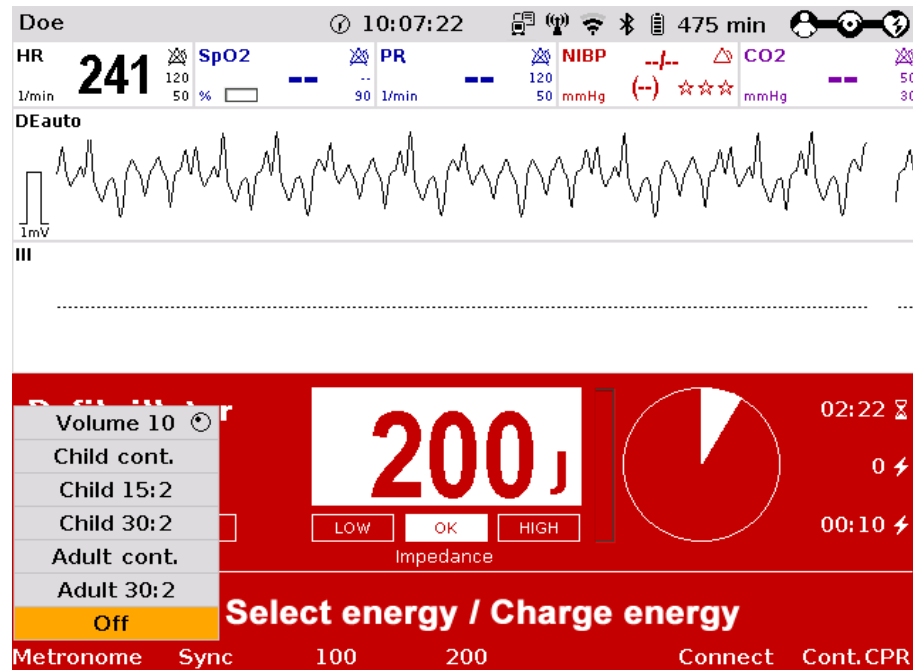 Doe 10:07:22 475 min
HR 241 120 50 1/min
SpO2 -- -- 90 %
PR -- 120 50 1/min
NIBP --/-- (--) mmHg
CO2 -- mmHg
DEauto
1mV
III
200 J
02:22
0
00:10
LOW OK HIGH
Impedance
Volume 10
Child cont.
Child 15:2
Child 30:2
Adult cont.
Adult 30:2
Off
Select energy / Charge energy
Metronome Sync 100 200 Connect Cont.CPR